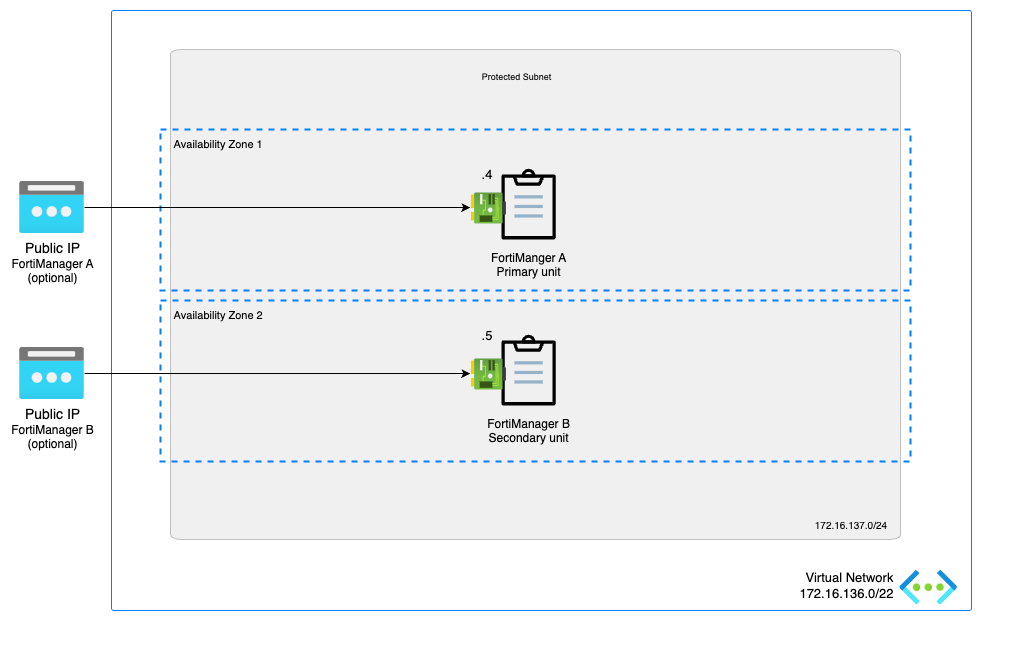 Protected Subnet
Availability Zone 1
.4
Public IP
FortiManager A
(optional)
FortiManger A
Primary unit
Availability Zone 2
.5
Public IP
FortiManager B
(optional)
FortiManager B
Secondary unit
172.16.137.0/24
Virtual Network
172.16.136.0/22